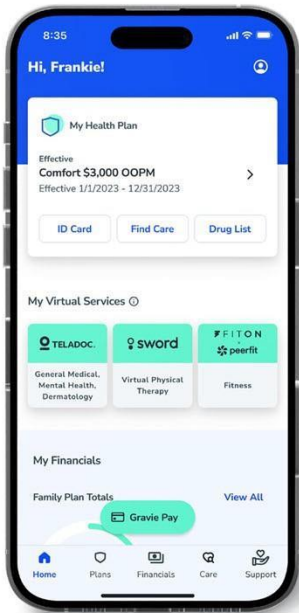 8:35
Hi, Frankie!
My Health Plan
Effective
Comfort $3,000 OOPM
Effective 1/1/2023 - 12/31/2023
ID Card
Find Care
Drug List
My Virtual Services
TELADOC.
General Medical,
Mental Health,
Dermatology
sword
Virtual Physical
Therapy
FITON
+
peerfit
Fitness
My Financials
Family Plan Totals
View All
Gravie Pay
Home
Plans
Financials
Care
Support